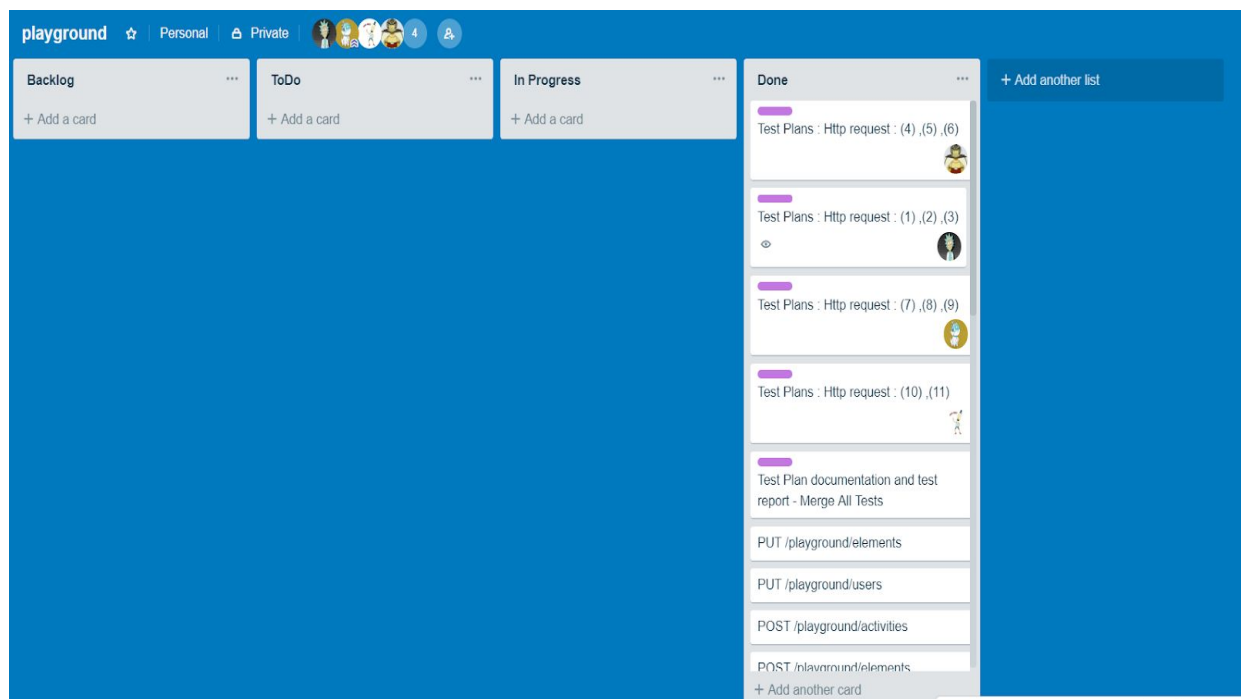 playground Personal Private 4
Backlog ...
+ Add a card
ToDo ...
+ Add a card
In Progress ...
+ Add a card
Done ...
Test Plans : Http request : (4) ,(5) ,(6)
Test Plans : Http request : (1) ,(2) ,(3)
Test Plans : Http request : (7) ,(8) ,(9)
Test Plans : Http request : (10) ,(11)
Test Plan documentation and test
report - Merge All Tests
PUT /playground/elements
PUT /playground/users
POST /playground/activities
POST /playground/elements
+ Add another card
+ Add another list